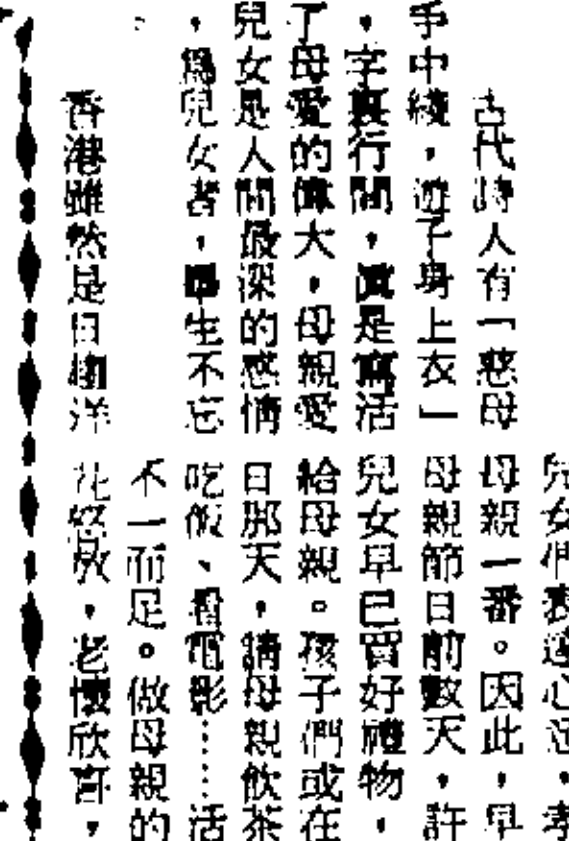 古代詩人有「慈母
手中綫,遊子身上衣」
,字裏行間,眞是寫活
了母愛的偉大,母親愛
兒女是人間最深的感情
,爲兒女者,畢生不忘
香港雖然是日趨洋
兒女們表達心
母親一番。因此,早
母親節日前數天,許
兒女早已買好禮物,
給母親。孩子們或在
日那天,請母親飲茶
吃飯、看電影……活
不一而足。做母親的
花怒放,老懷欣喜,